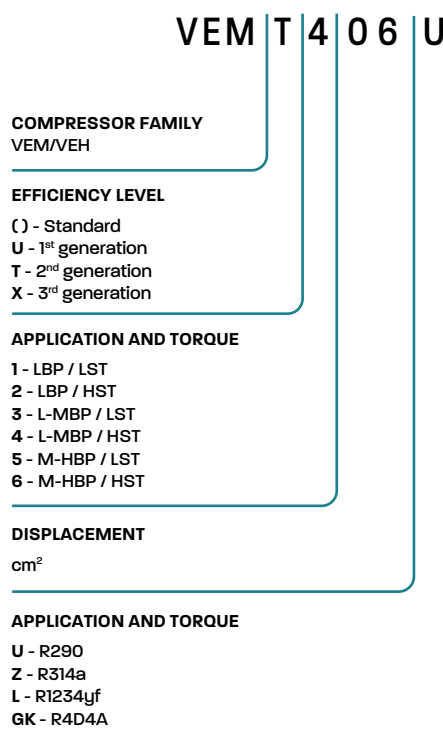 VEM T 4 06 U
COMPRESSOR FAMILY
VEM/VEH
EFFICIENCY LEVEL
( ) - Standard
U - 1st generation
T - 2nd generation
X - 3rd generation
APPLICATION AND TORQUE
1 - LBP / LST
2 - LBP / HST
3 - L-MBP / LST
4 - L-MBP / HST
5 - M-HBP / LST
6 - M-HBP / HST
DISPLACEMENT
cm²
APPLICATION AND TORQUE
U - R290
Z - R314a
L - R1234yf
GK - R4D4A